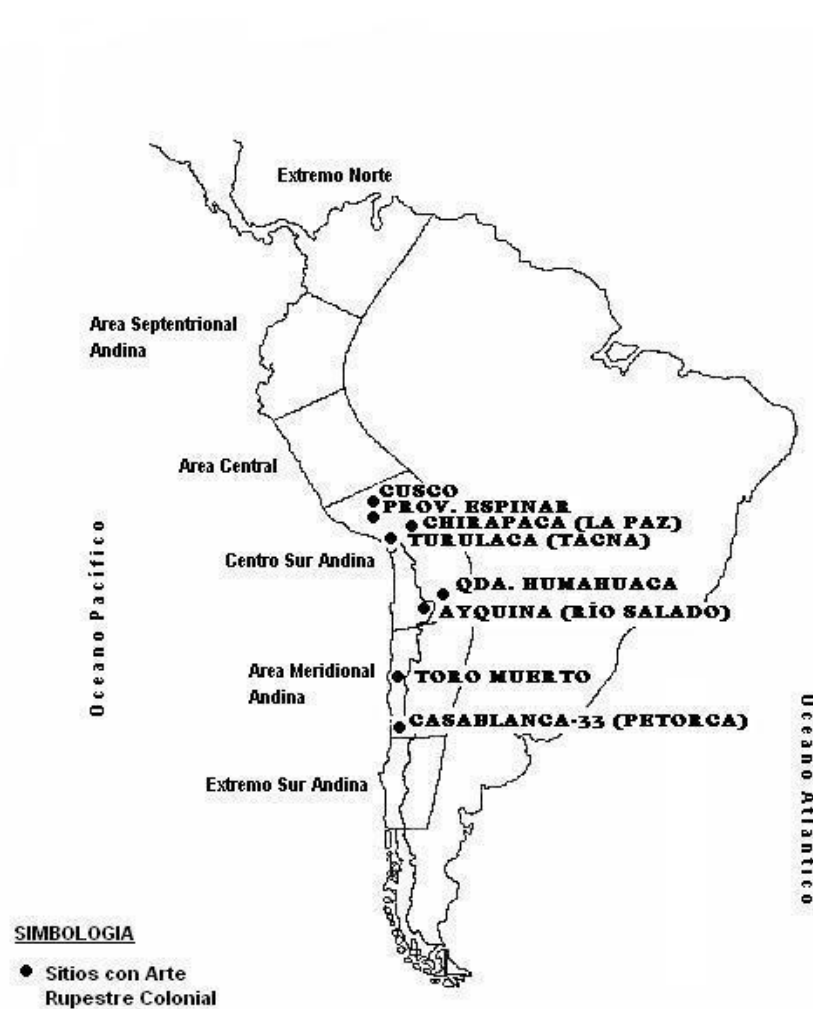 Extremo Norte
Area Septentrional
Andina
Area Central
CUSCO
PROV. ESPINAR
CHIRAPACA (LA PAZ)
TURULACA (TACNA)
Centro Sur Andina
QDA. HUMAHUACA
AYQUINA (RÍO SALADO)
Oceano Pacífico
Area Meridional
Andina
TORO MUERTO
CASABLANCA-33 (PETORCA)
Oceano Atlantico
Extremo Sur Andina
SIMBOLOGIA
Sitios con Arte
Rupestre Colonial